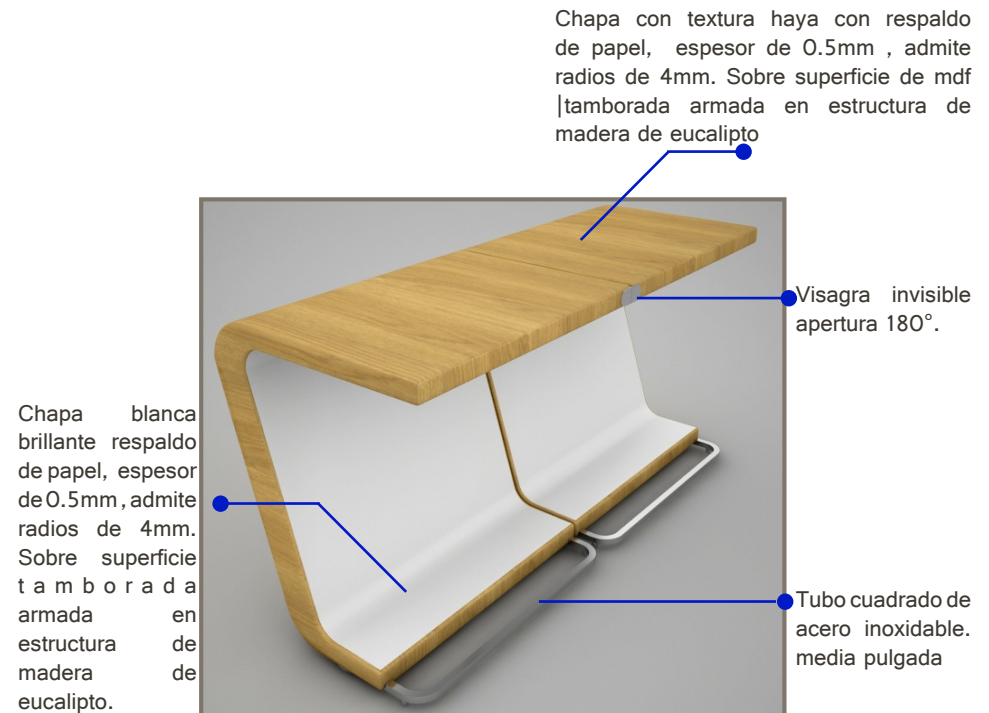 Chapa con textura haya con respaldo
de papel, espesor de 0.5mm , admite
radios de 4mm. Sobre superficie de mdf
|tamborada armada en estructura de
madera de eucalipto
Visagra invisible
apertura 180°.
Chapa blanca
brillante respaldo
de papel, espesor
de 0.5mm , admite
radios de 4mm.
Sobre superficie
tamborada
armada en
estructura de
madera de
eucalipto.
Tubo cuadrado de
acero inoxidable.
media pulgada